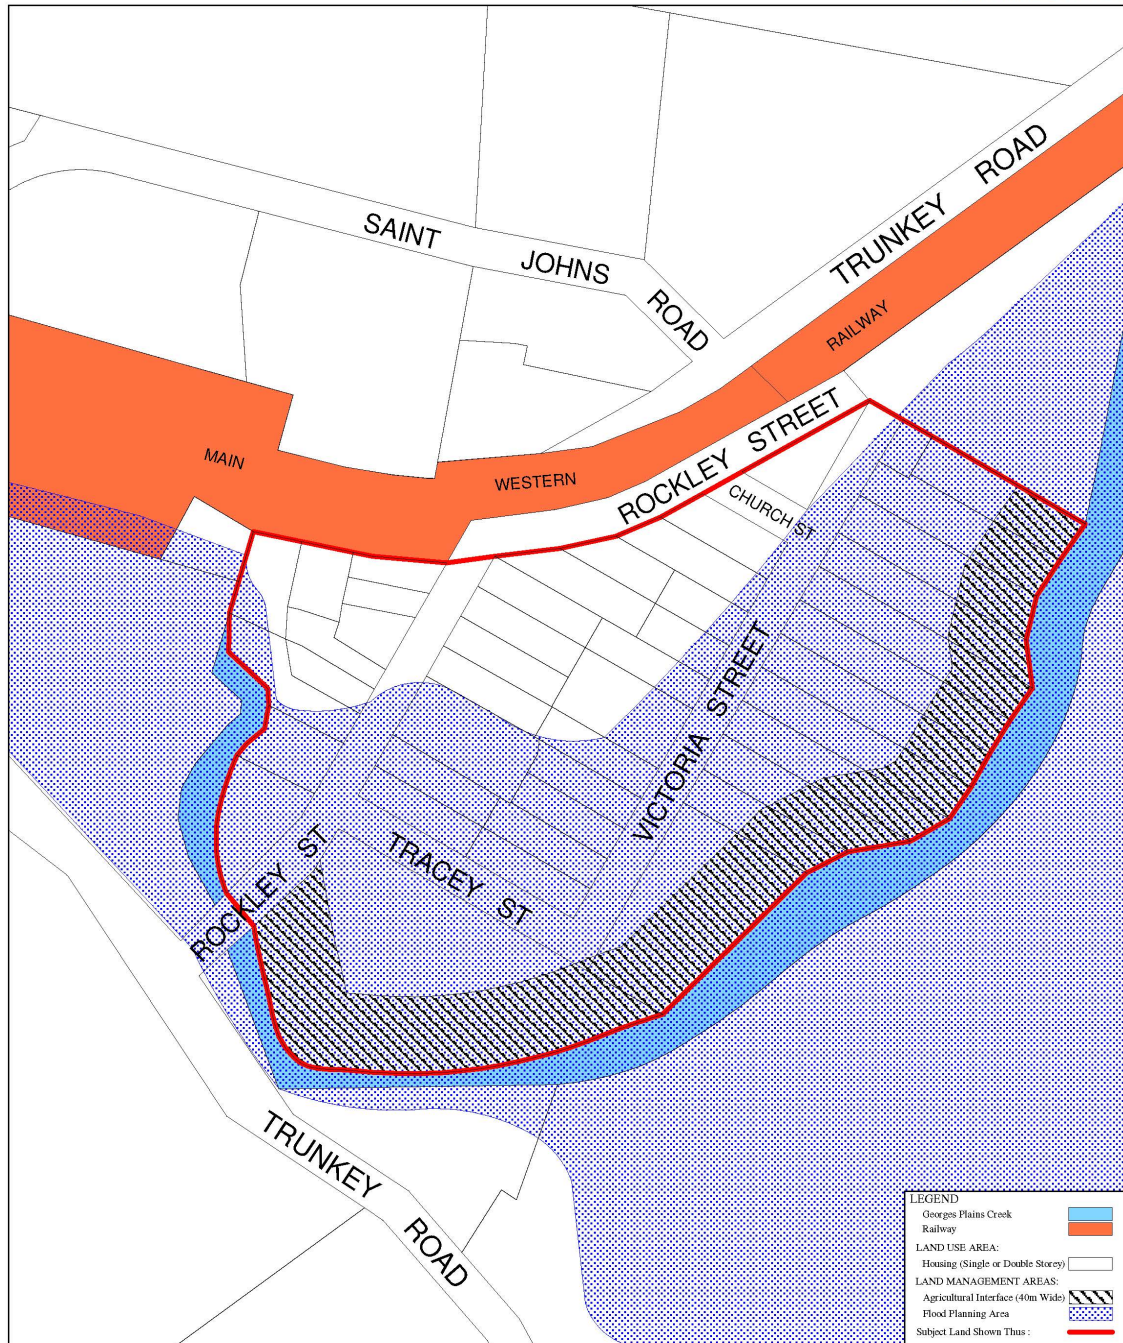 TRUNKEY ROAD
SAINT JOHNS ROAD
RAILWAY
MAIN
WESTERN
ROCKLEY STREET
CHURCH ST
VICTORIA STREET
TRACEY ST
ROCKLEY ST
TRUNKEY ROAD
LEGEND
Georges Plains Creek
Railway
LAND USE AREA:
Housing (Single or Double Storey)
LAND MANAGEMENT AREAS:
Agricultural Interface (40m Wide)
Flood Planning Area
Subject Land Shown Thus :